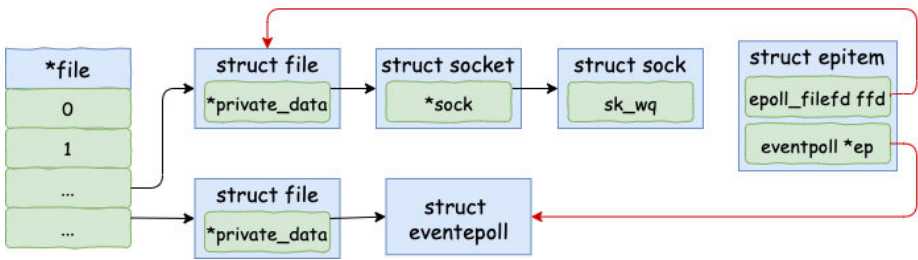 *file
0
1
...
...
struct file
*private_data
struct socket
*sock
struct sock
sk_wq
struct epitem
epoll_filefd ffd
eventpoll *ep
struct file
*private_data
struct
eventepoll